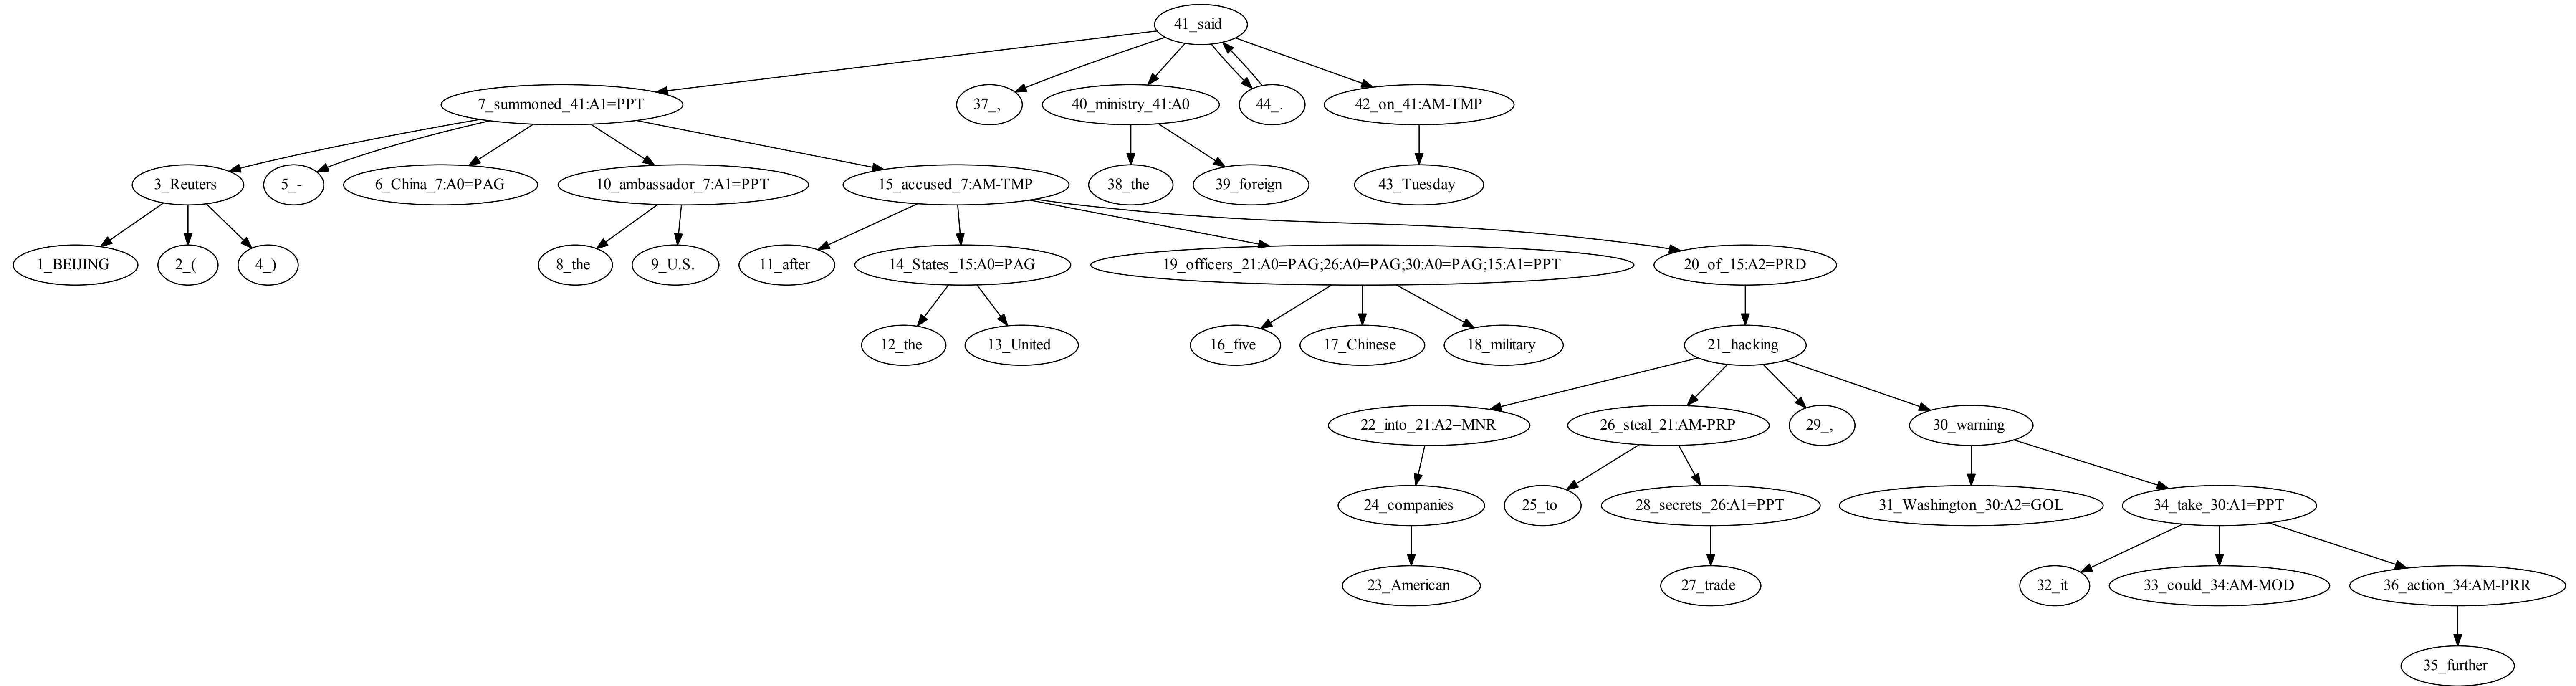 41_said
7_summoned_41:A1=PPT
37_,
40_ministry_41:A0
44_.
42_on_41:AM-TMP
3_Reuters
5_-
6_China_7:A0=PAG
10_ambassador_7:A1=PPT
15_accused_7:AM-TMP
38_the
39_foreign
43_Tuesday
1_BEIJING
2_(
4_)
8_the
9_U.S.
11_after
14_States_15:A0=PAG
19_officers_21:A0=PAG;26:A0=PAG;30:A0=PAG;15:A1=PPT
20_of_15:A2=PRD
12_the
13_United
16_five
17_Chinese
18_military
21_hacking
22_into_21:A2=MNR
26_steal_21:AM-PRP
29_,
30_warning
24_companies
25_to
28_secrets_26:A1=PPT
31_Washington_30:A2=GOL
34_take_30:A1=PPT
23_American
27_trade
32_it
33_could_34:AM-MOD
36_action_34:AM-PRR
35_further